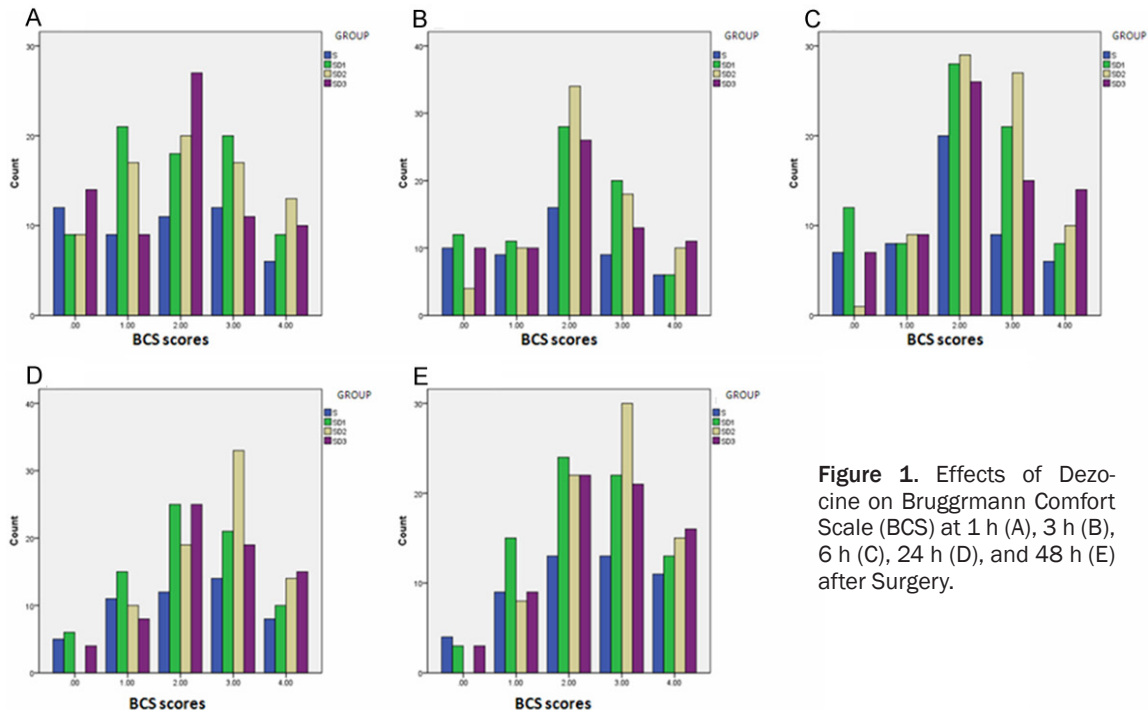 A
GROUP
S
SD1
SD2
SD3
30
20
10
0
Count
.00 1.00 2.00 3.00 4.00
BCS scores
B
GROUP
S
SD1
SD2
SD3
40
30
20
10
0
Count
.00 1.00 2.00 3.00 4.00
BCS scores
C
GROUP
S
SD1
SD2
SD3
30
20
10
0
Count
.00 1.00 2.00 3.00 4.00
BCS scores
D
GROUP
S
SD1
SD2
SD3
40
30
20
10
0
Count
.00 1.00 2.00 3.00 4.00
BCS scores
E
GROUP
S
SD1
SD2
SD3
30
20
10
0
Count
.00 1.00 2.00 3.00 4.00
BCS scores
Figure 1. Effects of Dezo-
cine on Bruggrmann Comfort
Scale (BCS) at 1 h (A), 3 h (B),
6 h (C), 24 h (D), and 48 h (E)
after Surgery.